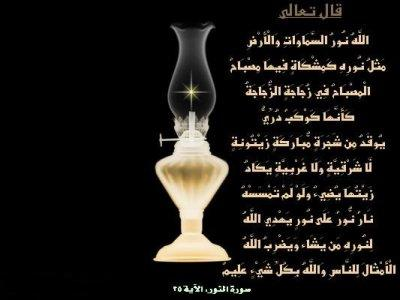 قال تعالى
اللَّهُ نُورُ السَّمَاوَاتِ وَالْأَرْضِ
مَثَلُ نُورِهِ كَمِشْكَاةٍ فِيهَا مِصْبَاحٌ
الْمِصْبَاحُ فِي زُجَاجَةٍ الزُّجَاجَةُ
كَأَنَّهَا كَوْكَبٌ دُرِّيٌّ
يُوقَدُ مِن شَجَرَةٍ مُّبَارَكَةٍ زَيْتُونَةٍ
لَّا شَرْقِيَّةٍ وَلَا غَرْبِيَّةٍ يَكَادُ
زَيْتُهَا يُضِيءُ وَلَوْ لَمْ تَمْسَسْهُ
نَارٌ نُّورٌ عَلَى نُورٍ يَهْدِي اللَّهُ
لِنُورِهِ مَن يَشَاء وَيَضْرِبُ اللَّهُ
الْأَمْثَالَ لِلنَّاسِ وَاللَّهُ بِكُلِّ شَيْءٍ عَلِيمٌ
سورة النور، الآية ٢٥